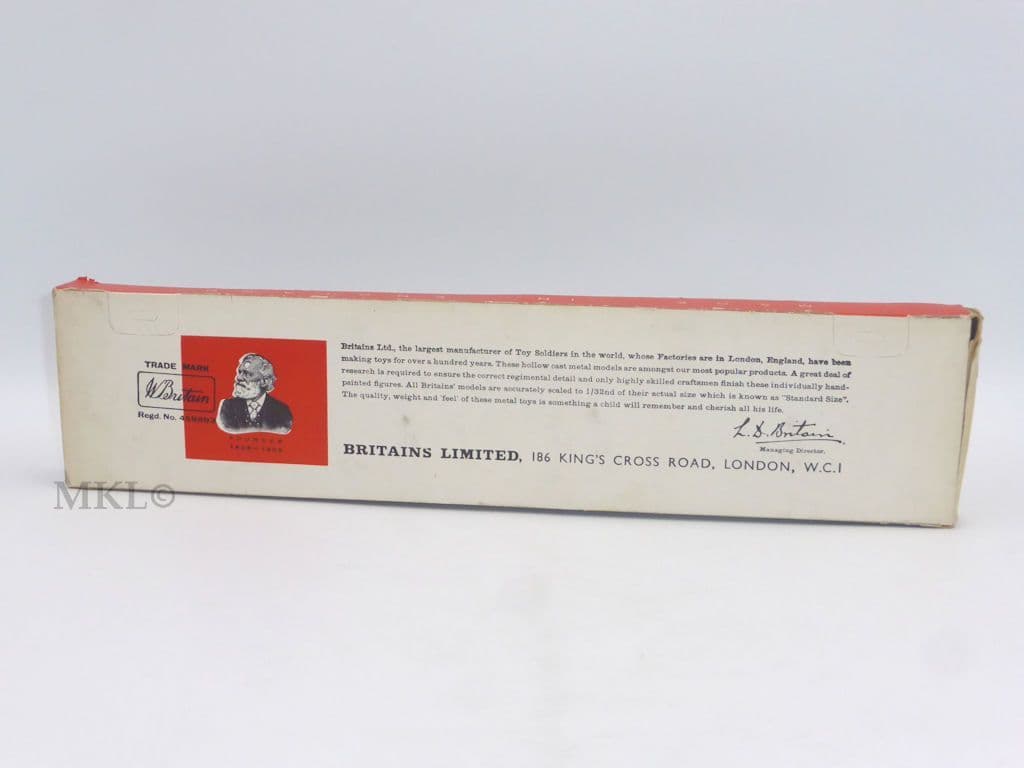 TRADE MARK
W. Britain
Regd. No.
FOUNDER
Britains Ltd., the largest manufacturer of Toy Soldiers in the world, whose Factories are in London, England, have been
making toys for over a hundred years. These hollow cast metal models are amongst our most popular products. A great deal of
research is required to ensure the correct regimental detail and only highly skilled craftsmen finish these individually hand-
painted figures. All Britains' models are accurately scaled to 1/32nd of their actual size which is known as "Standard Size".
The quality, weight and 'feel' of these metal toys is something a child will remember and cherish all his life.
L. D. Britain.
Managing Director.
BRITAINS LIMITED, 186 KING'S CROSS ROAD, LONDON, W.C.1
MKL©